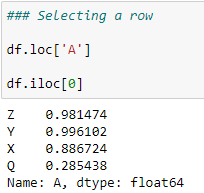 ### Selecting a row
df.loc['A']
df.iloc[0]
Z    0.981474
Y    0.996102
X    0.886724
Q    0.285438
Name: A, dtype: float64